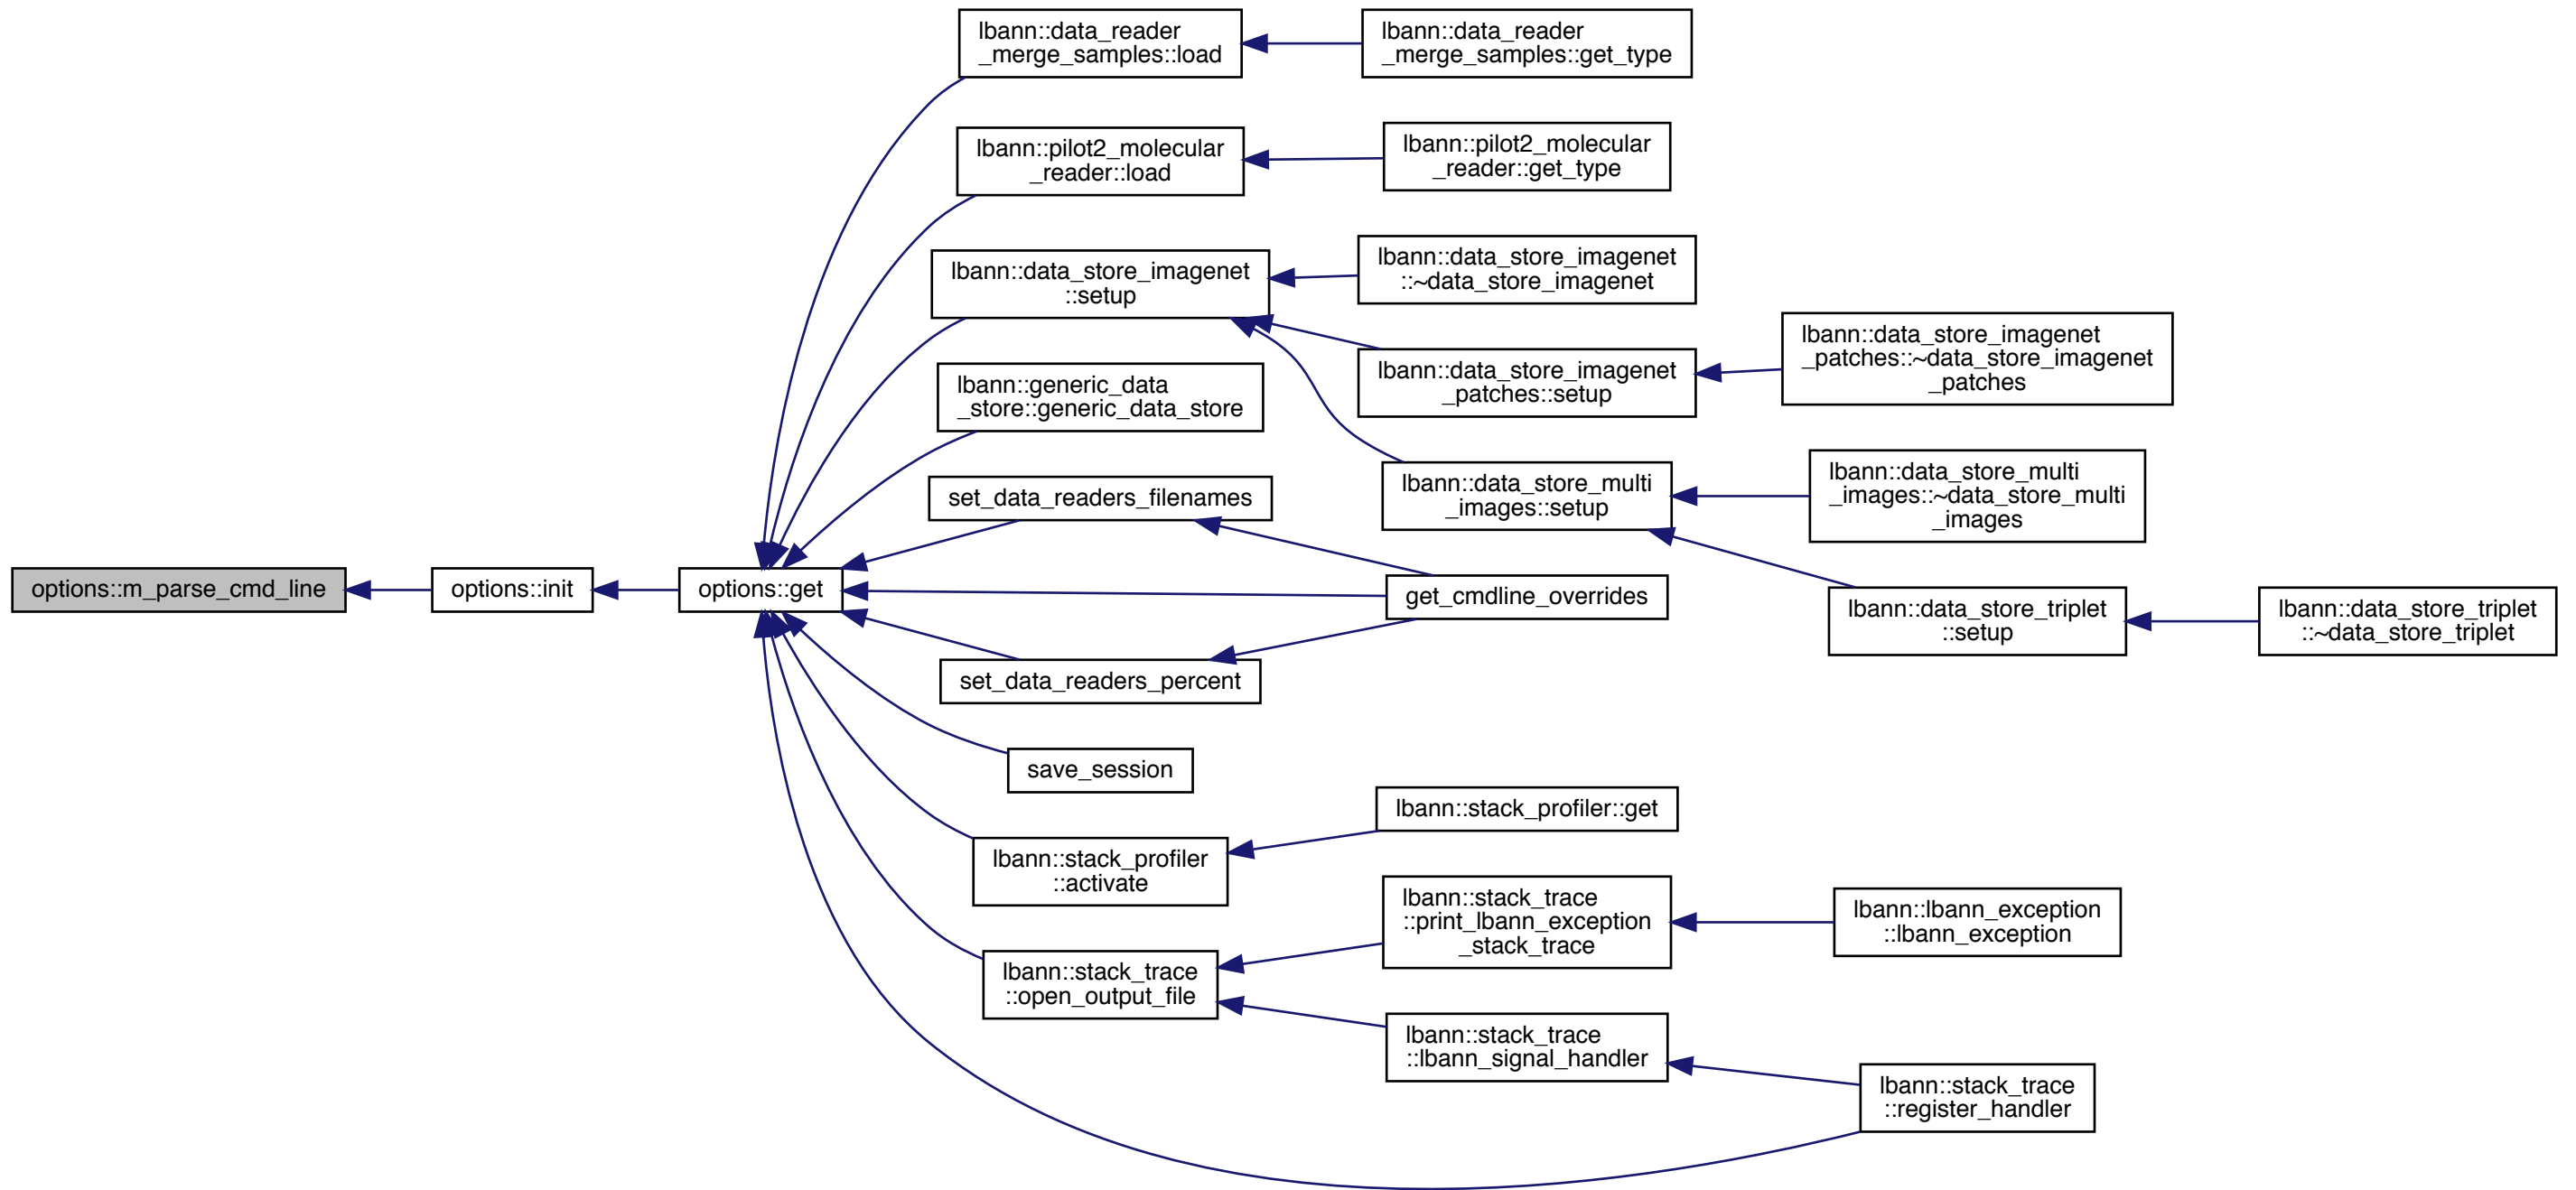 options::m_parse_cmd_line
options::init
options::get
lbann::data_reader
_merge_samples::load
lbann::data_reader
_merge_samples::get_type
lbann::pilot2_molecular
_reader::load
lbann::pilot2_molecular
_reader::get_type
lbann::data_store_imagenet
::setup
lbann::data_store_imagenet
::~data_store_imagenet
lbann::data_store_imagenet
_patches::setup
lbann::data_store_imagenet
_patches::~data_store_imagenet
_patches
lbann::generic_data
_store::generic_data_store
lbann::data_store_multi
_images::setup
lbann::data_store_multi
_images::~data_store_multi
_images
set_data_readers_filenames
get_cmdline_overrides
lbann::data_store_triplet
::setup
lbann::data_store_triplet
::~data_store_triplet
set_data_readers_percent
save_session
lbann::stack_profiler
::activate
lbann::stack_profiler::get
lbann::stack_trace
::open_output_file
lbann::stack_trace
::print_lbann_exception
_stack_trace
lbann::lbann_exception
::lbann_exception
lbann::stack_trace
::lbann_signal_handler
lbann::stack_trace
::register_handler